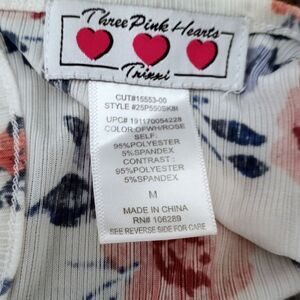 Three Pink Hearts
Trixxi
CUT#15553-00
STYLE #25P550SK8I
UPC# 191170054228
COLOR:OFWH/ROSE
SELF:
95%POLYESTER
5%SPANDEX
CONTRAST:
95%POLYESTER
5%SPANDEX
M
MADE IN CHINA
RN# 106289
SEE REVERSE SIDE FOR CARE